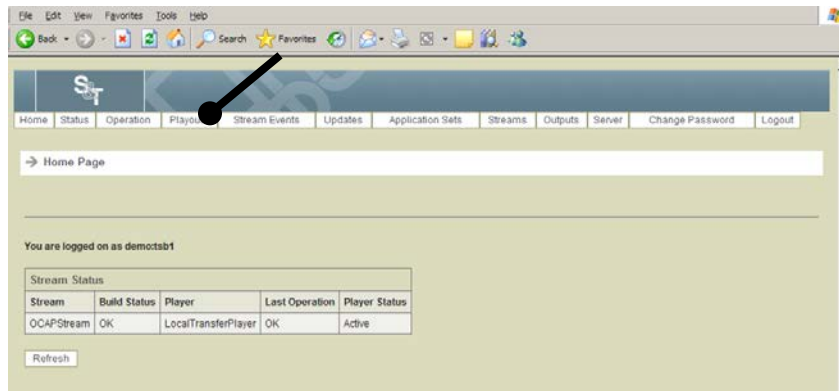 File Edit View Favorites Tools Help
Back Search Favorites
S&T
Home Status Operation Playout Stream Events Updates Application Sets Streams Outputs Server Change Password Logout
Home Page
You are logged on as demo:tsb1
Stream Status
Stream Build Status Player Last Operation Player Status
OCAPStream OK LocalTransferPlayer OK Active
Refresh